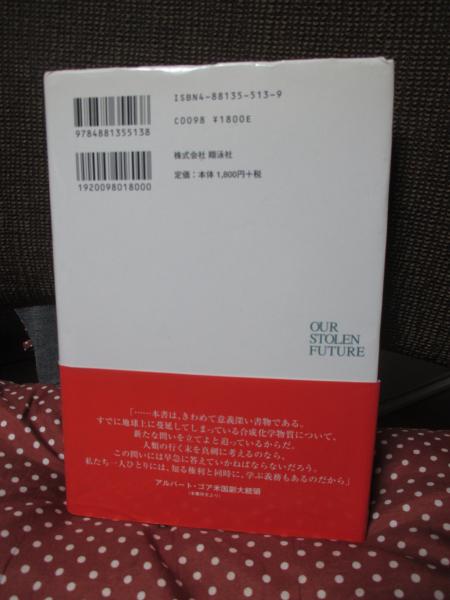 ISBN4-88135-513-9
C0098 ¥1800E
9784881355138
株式会社 翔泳社
定価：本体1,800円＋税
1920098018000
OUR
STOLEN
FUTURE
「……本書は、きわめて意義深い書物である。
すでに地球上に蔓延してしまっている合成化学物質について、
新たな問いを立てよと迫っているからだ。
人類の行く末を真剣に考えるのなら、
この問いには早急に答えていかねばならないだろう。
私たち一人ひとりには、知る権利と同時に、学ぶ義務もあるのだから」
アルバート・ゴア米国副大統領
（本書序文より）